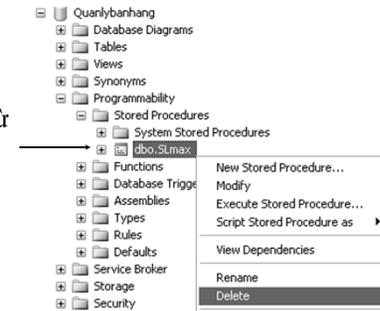 Quanlybanhang
Database Diagrams
Tables
Views
Synonyms
Programmability
Stored Procedures
System Stored Procedures
dbo.SLmax
Functions
Database Trigge
Assemblies
Types
Rules
Defaults
Service Broker
Storage
Security
ừ
New Stored Procedure...
Modify
Execute Stored Procedure...
Script Stored Procedure as
View Dependencies
Rename
Delete